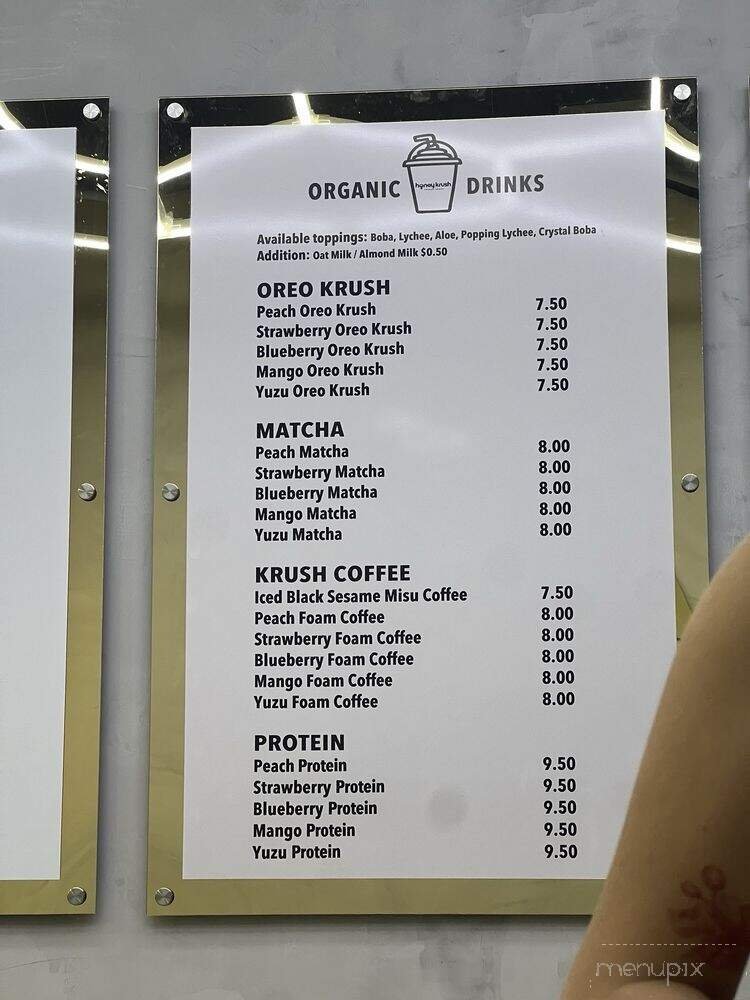 ORGANIC honeykrush DRINKS
Available toppings: Boba, Lychee, Aloe, Popping Lychee, Crystal Boba
Addition: Oat Milk / Almond Milk $0.50
OREO KRUSH
Peach Oreo Krush 7.50
Strawberry Oreo Krush 7.50
Blueberry Oreo Krush 7.50
Mango Oreo Krush 7.50
Yuzu Oreo Krush 7.50
MATCHA
Peach Matcha 8.00
Strawberry Matcha 8.00
Blueberry Matcha 8.00
Mango Matcha 8.00
Yuzu Matcha 8.00
KRUSH COFFEE
Iced Black Sesame Misu Coffee 7.50
Peach Foam Coffee 8.00
Strawberry Foam Coffee 8.00
Blueberry Foam Coffee 8.00
Mango Foam Coffee 8.00
Yuzu Foam Coffee 8.00
PROTEIN
Peach Protein 9.50
Strawberry Protein 9.50
Blueberry Protein 9.50
Mango Protein 9.50
Yuzu Protein 9.50
menupix